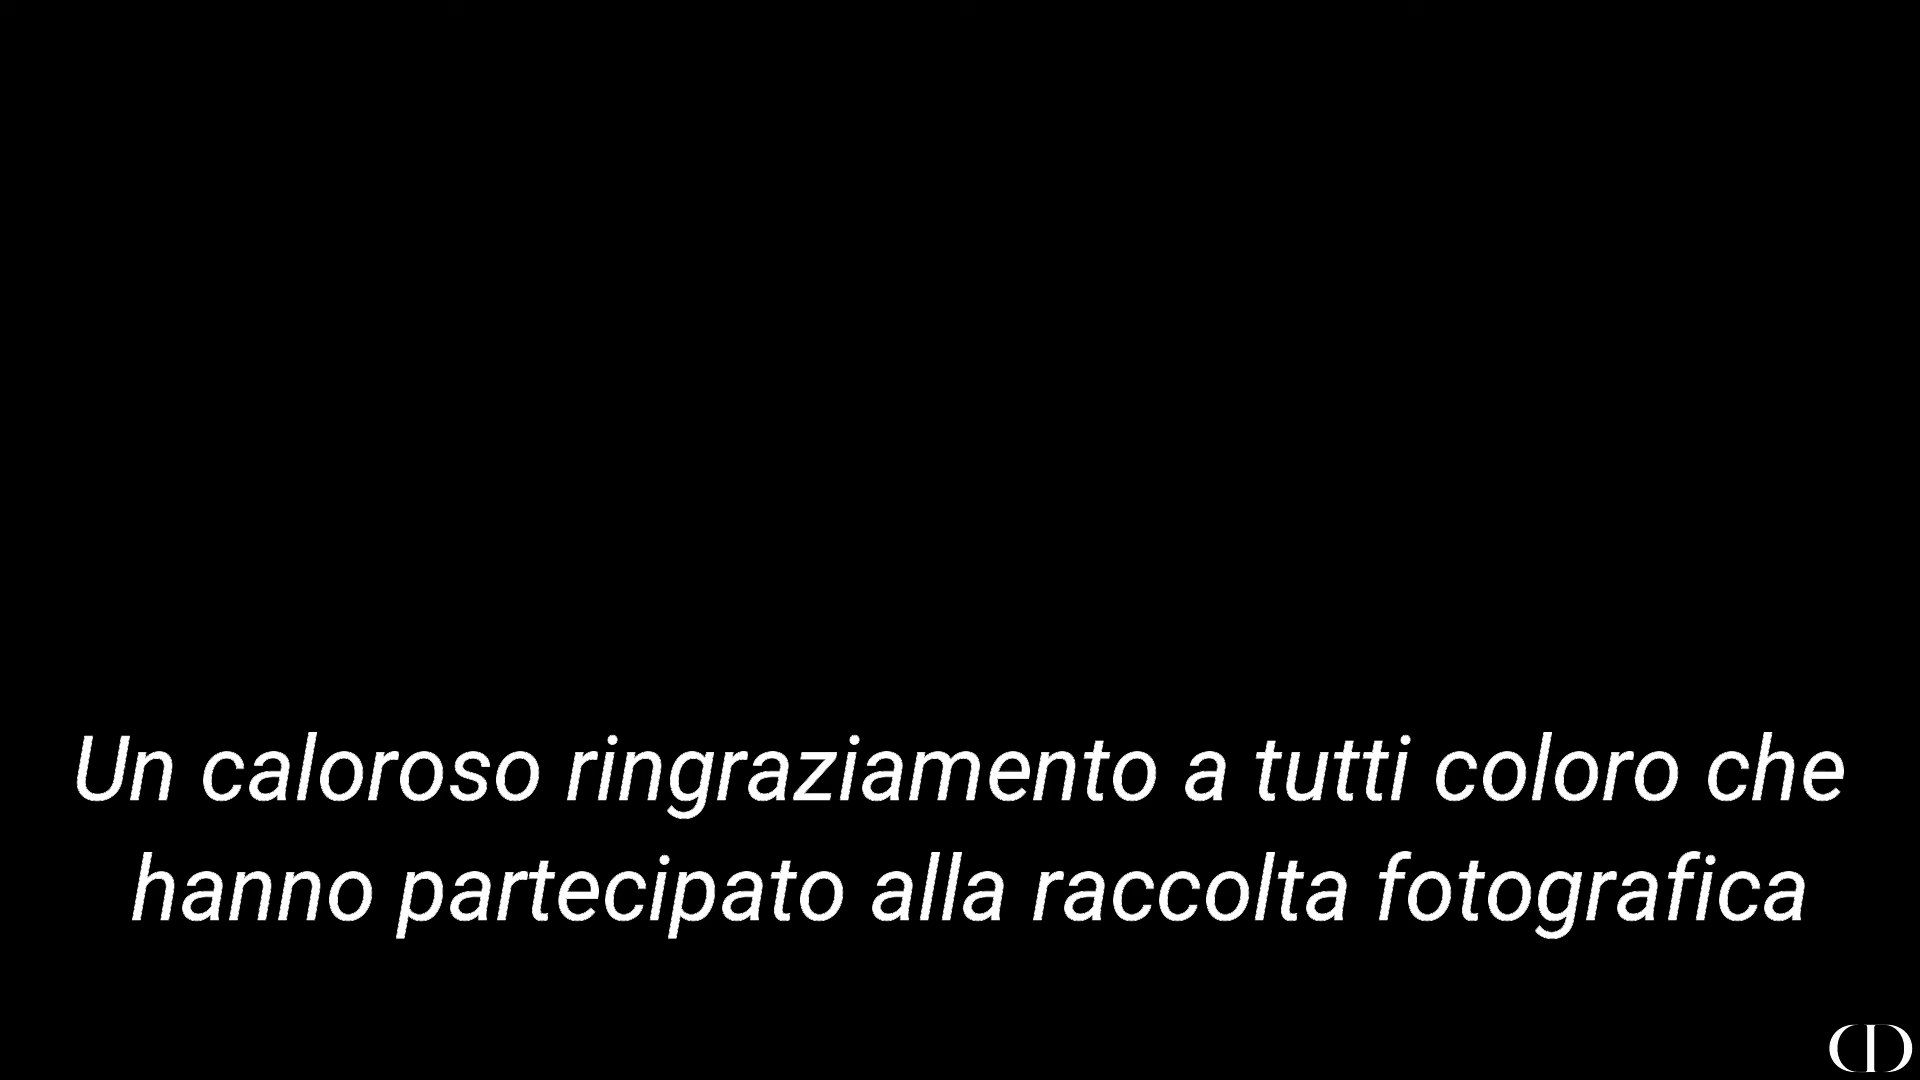 Un caloroso ringraziamento a tutti coloro che
hanno partecipato alla raccolta fotografica